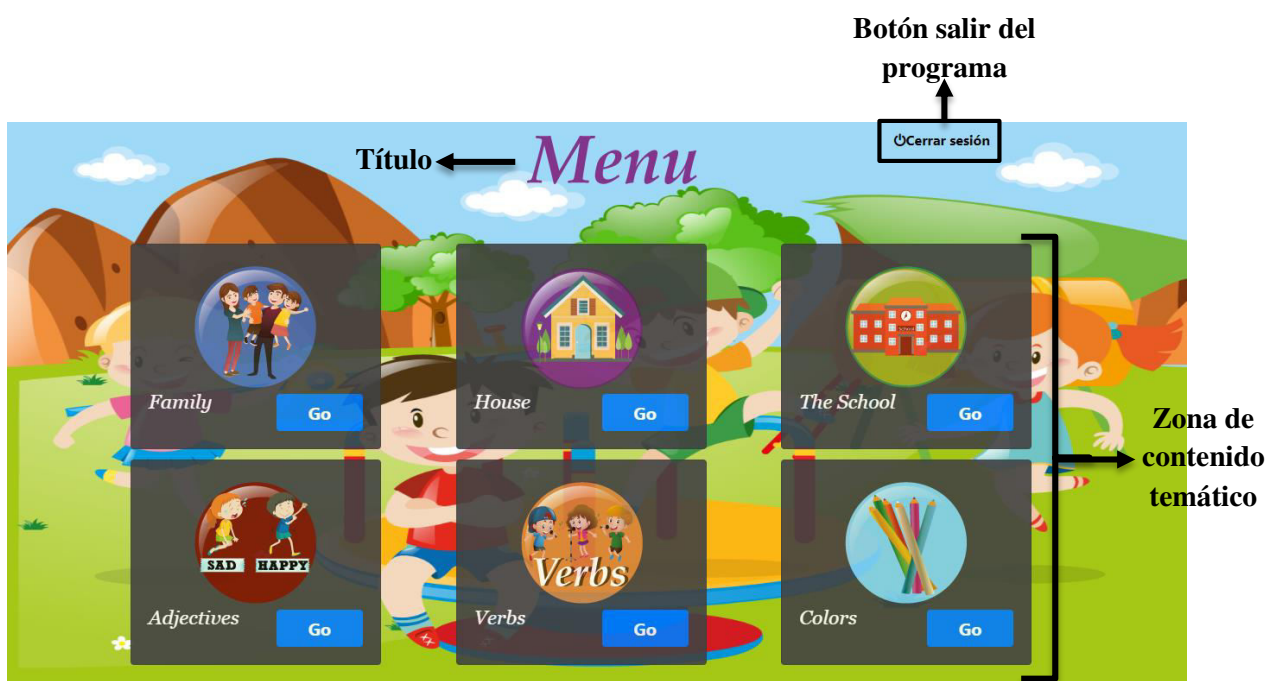 Botón salir del
programa
Cerrar sesión
Título
Menu
Family
Go
House
Go
The School
Go
Zona de
contenido
temático
SAD HAPPY
Adjectives
Go
Verbs
Verbs
Go
Colors
Go